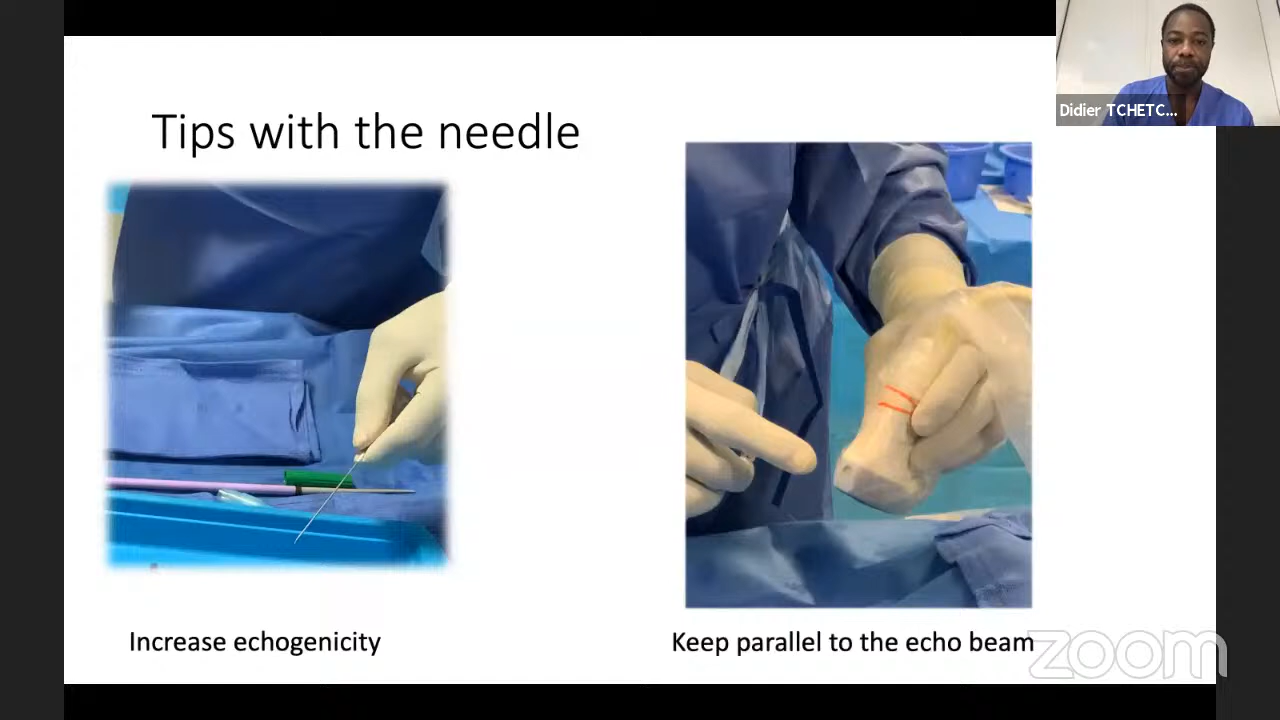 Didier TCHETC...
Tips with the needle
Increase echogenicity
Keep parallel to the echo beam
zoom